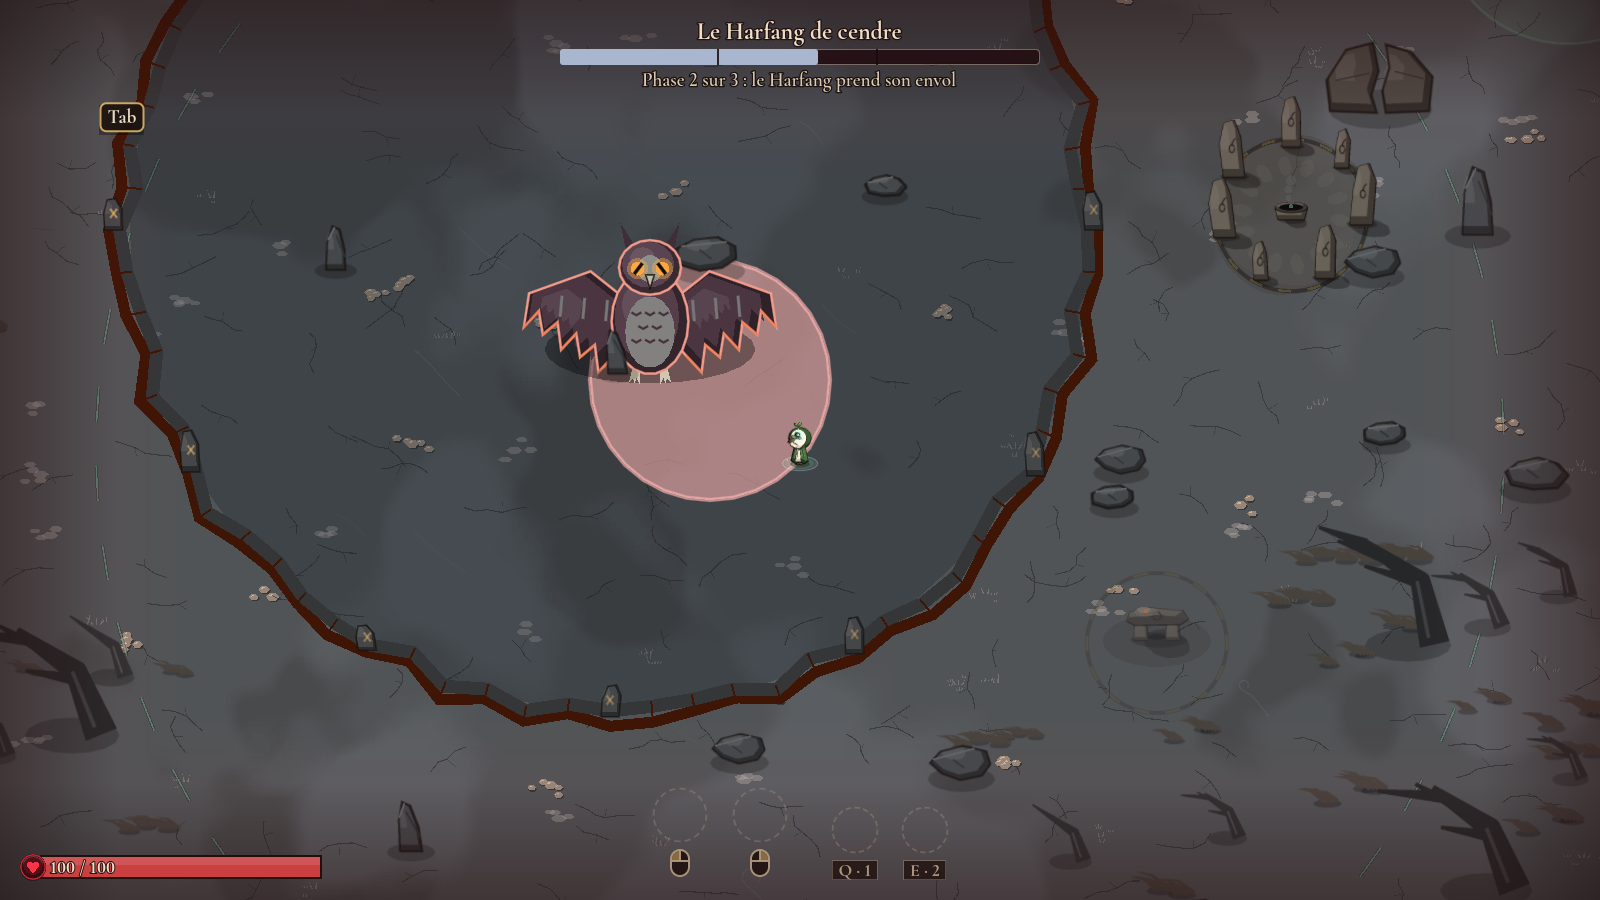 Le Harfang de cendre
Phase 2 sur 3 : le Harfang prend son envol
Tab
100 / 100
Q · 1
E · 2